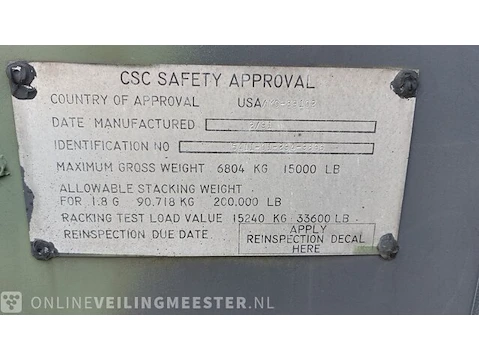 CSC SAFETY APPROVAL
COUNTRY OF APPROVAL USA/
DATE MANUFACTURED
IDENTIFICATION NO
MAXIMUM GROSS WEIGHT 6804 KG 15000 LB
ALLOWABLE STACKING WEIGHT
FOR 1.8 G 90.718 KG 200.000 LB
RACKING TEST LOAD VALUE 15240 KG 33600 LB
REINSPECTION DUE DATE
APPLY
REINSPECTION DECAL
HERE
ONLINEVEILINGMEESTER.NL